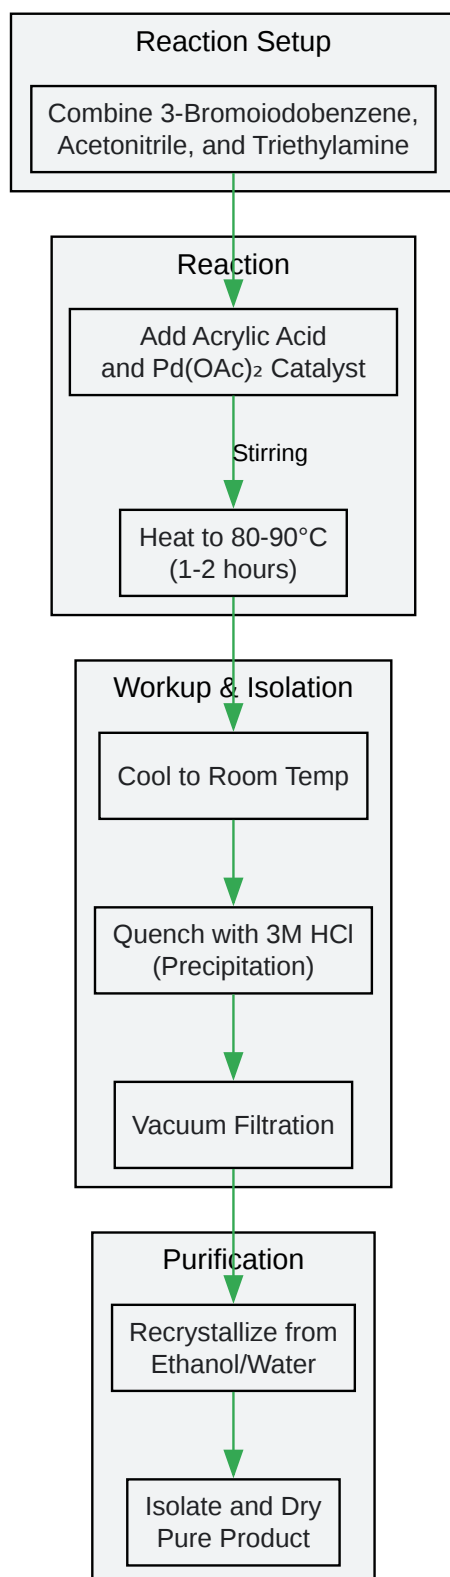 Reaction Setup
Combine 3-Bromoiodobenzene,
Acetonitrile, and Triethylamine
Reaction
Add Acrylic Acid
and Pd(OAc)₂ Catalyst
Stirring
Heat to 80-90°C
(1-2 hours)
Workup & Isolation
Cool to Room Temp
Quench with 3M HCl
(Precipitation)
Vacuum Filtration
Purification
Recrystallize from
Ethanol/Water
Isolate and Dry
Pure Product